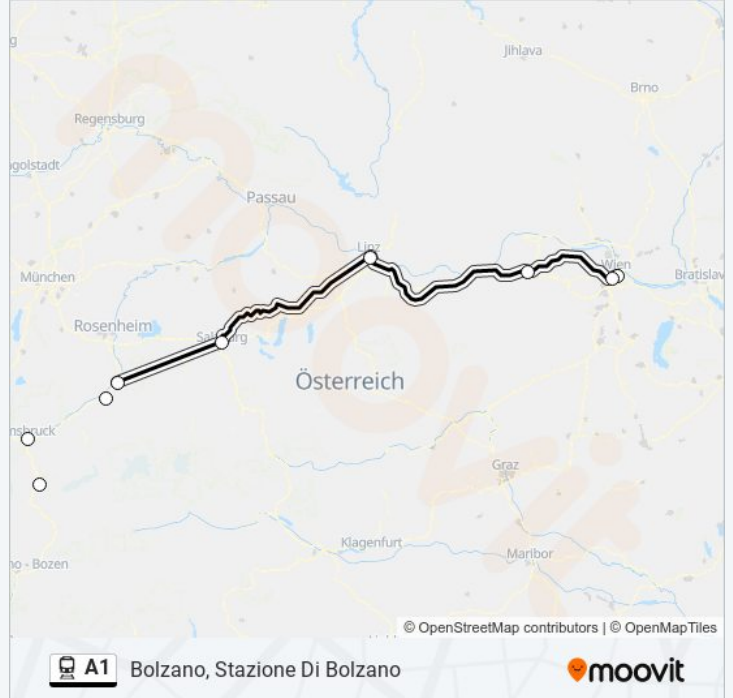 g
Jihlava
Brno
Regensburg
golstadt
Passau
Linz
Wien
München
Bratislav
Rosenheim
Salzburg
Österreich
nsbruck
Graz
Klagenfurt
no - Bozen
Maribor
© OpenStreetMap contributors | © OpenMapTiles
A1 Bolzano, Stazione Di Bolzano
moovit